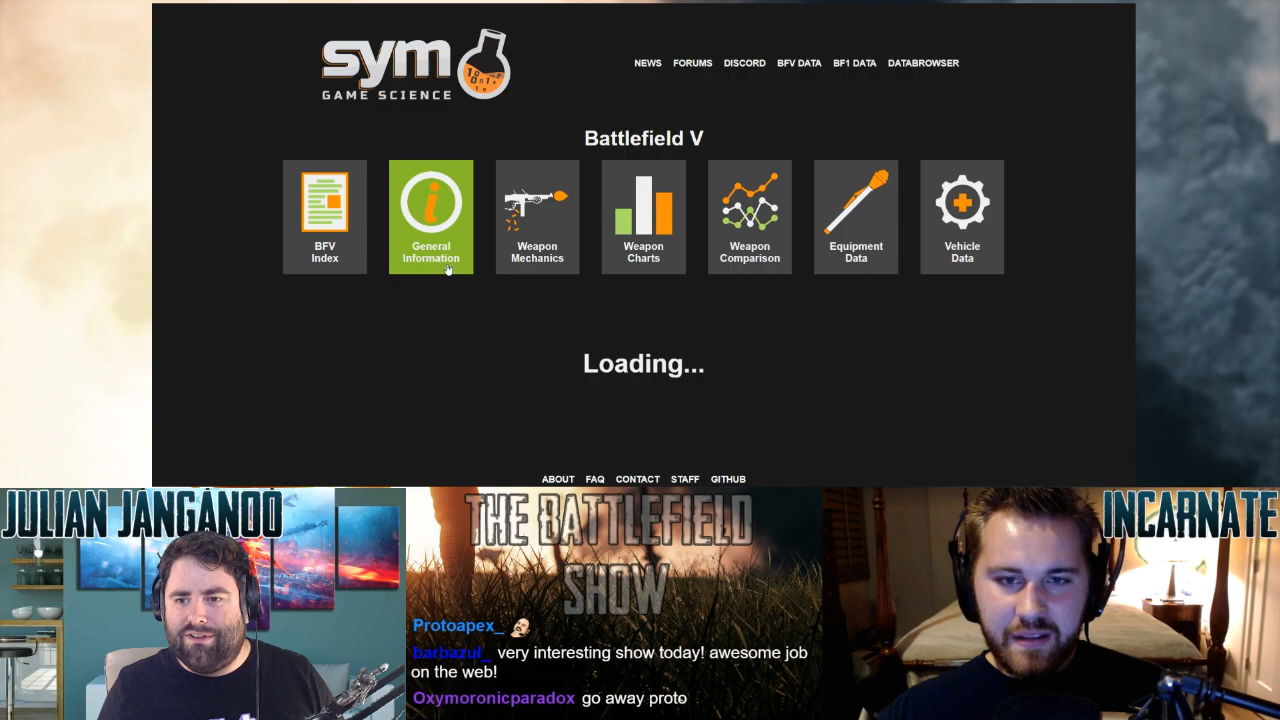 sym
GAME SCIENCE
NEWS FORUMS DISCORD BFV DATA BF1 DATA DATABROWSER
Battlefield V
BFV
Index
General
Information
Weapon
Mechanics
Weapon
Charts
Weapon
Comparison
Equipment
Data
Vehicle
Data
Loading...
ABOUT FAQ CONTACT STAFF GITHUB
JULIAN JANGANOO
THE BATTLEFIELD
SHOW
INCARNATE
Protoapex_
barbazul_ very interesting show today! awesome job
on the web!
Oxymoronicparadox go away proto